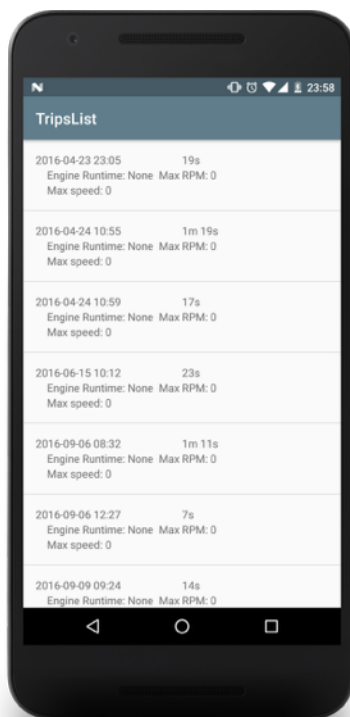 N 23:58
TripsList
2016-04-23 23:05 19s
Engine Runtime: None Max RPM: 0
Max speed: 0
2016-04-24 10:55 1m 19s
Engine Runtime: None Max RPM: 0
Max speed: 0
2016-04-24 10:59 17s
Engine Runtime: None Max RPM: 0
Max speed: 0
2016-06-15 10:12 23s
Engine Runtime: None Max RPM: 0
Max speed: 0
2016-09-06 08:32 1m 11s
Engine Runtime: None Max RPM: 0
Max speed: 0
2016-09-06 12:27 7s
Engine Runtime: None Max RPM: 0
Max speed: 0
2016-09-09 09:24 14s
Engine Runtime: None Max RPM: 0